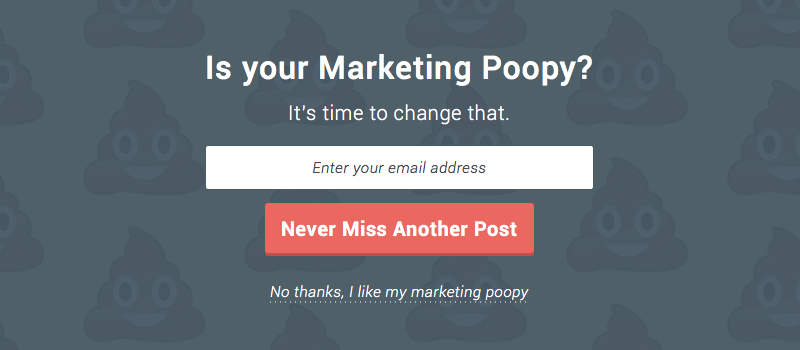 Is your Marketing Poopy?
It's time to change that.
Enter your email address
Never Miss Another Post
No thanks, I like my marketing poopy